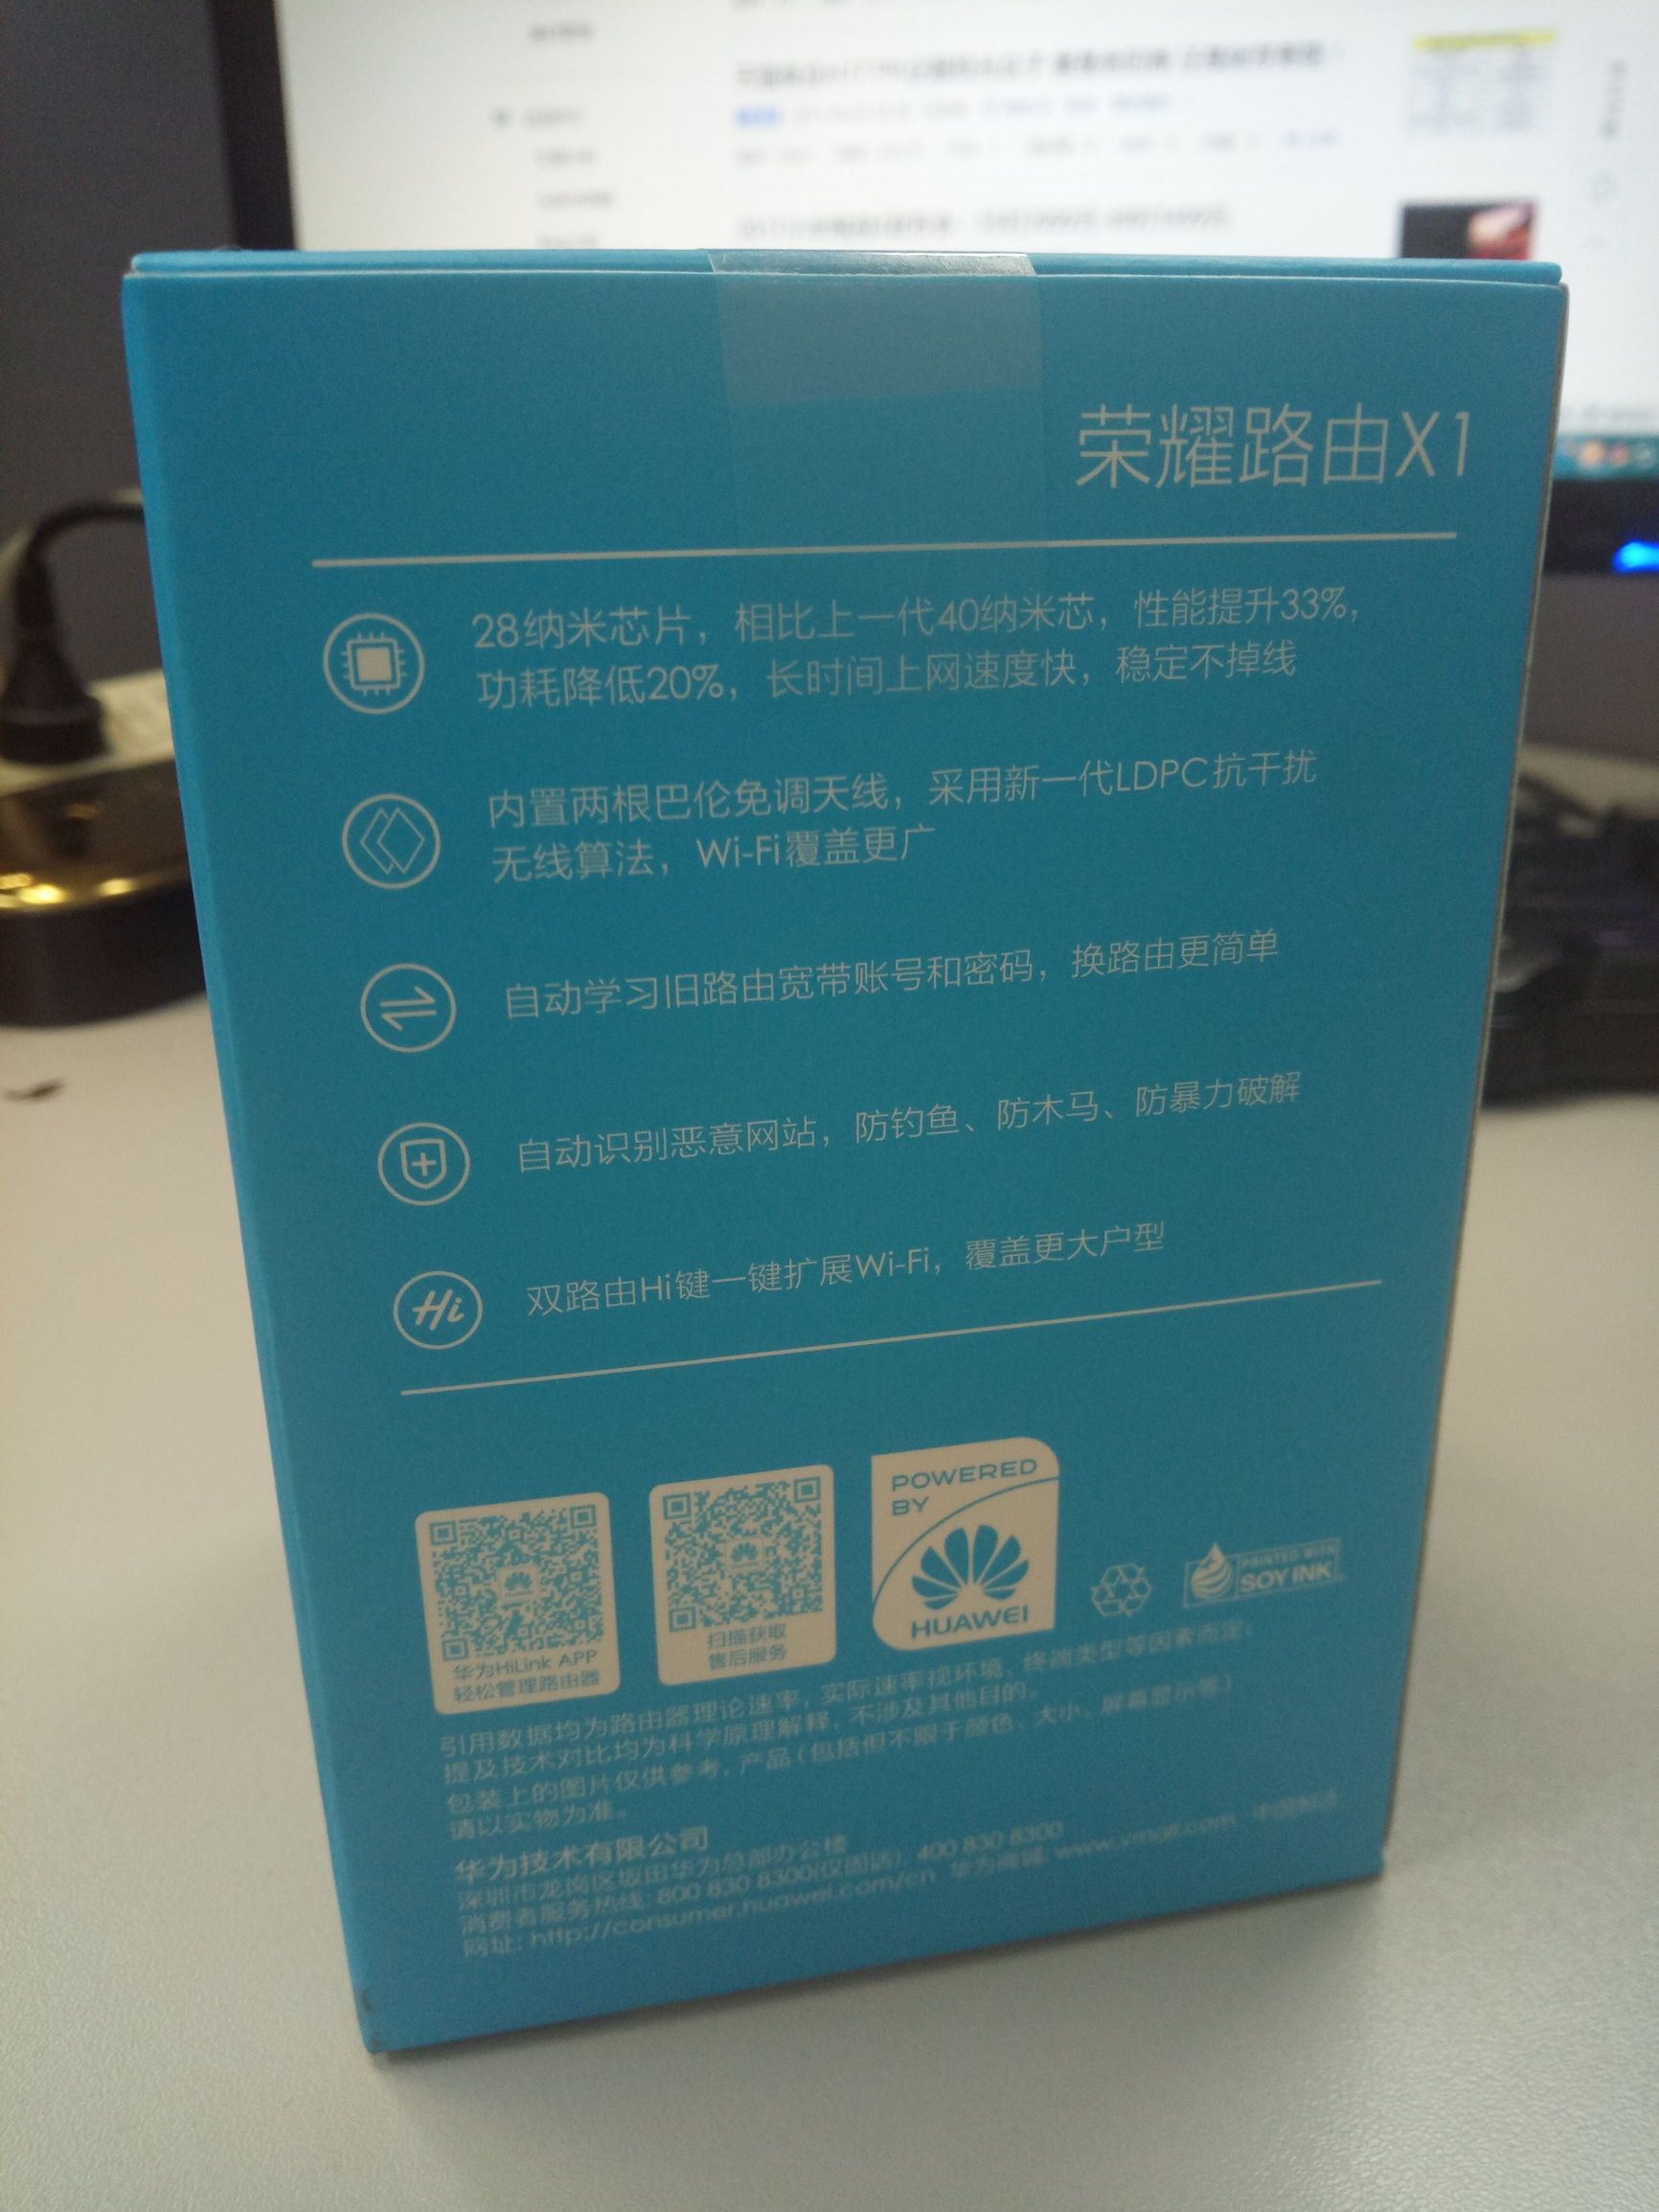 荣耀路由X1
28纳米芯片，相比上一代40纳米芯，性能提升33%，
功耗降低20%，长时间上网速度快，稳定不掉线
内置两根巴伦免调天线，采用新一代LDPC抗干扰
无线算法，Wi-Fi覆盖更广
自动学习旧路由宽带账号和密码，换路由更简单
自动识别恶意网站，防钓鱼、防木马、防暴力破解
Hi
双路由Hi键一键扩展Wi-Fi，覆盖更大户型
华为HiLink APP
轻松管理路由器
扫描获取
售后服务
POWERED
BY
HUAWEI
PRINTED WITH
SOY INK
引用数据均为路由器理论速率，实际速率视环境、终端类型等因素而定；
提及技术对比均为科学原理解释，不涉及其他目的。
包装上的图片仅供参考，产品（包括但不限于颜色、大小、屏幕显示等）
请以实物为准。
华为技术有限公司
深圳市龙岗区坂田华为总部办公楼
消费者服务热线: 800 830 8300(仅固话), 400 830 8300
网址: http://consumer.huawei.com/cn 华为商城: www.vmall.com 中国制造